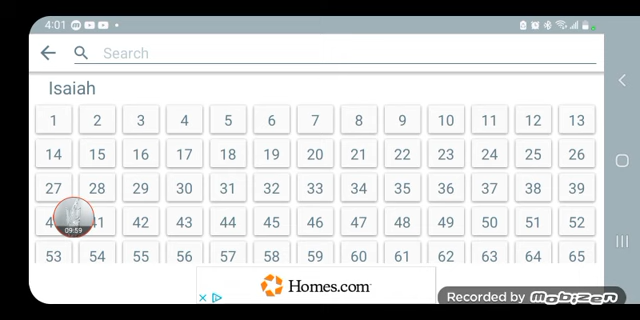 4:01
Search
Isaiah
1 2 3 4 5 6 7 8 9 10 11 12 13
14 15 16 17 18 19 20 21 22 23 24 25 26
27 28 29 30 31 32 33 34 35 36 37 38 39
4 41 42 43 44 45 46 47 48 49 50 51 52
09:59
53 54 55 56 57 58 59 60 61 62 63 64 65
Homes.com
Recorded by Mobizen